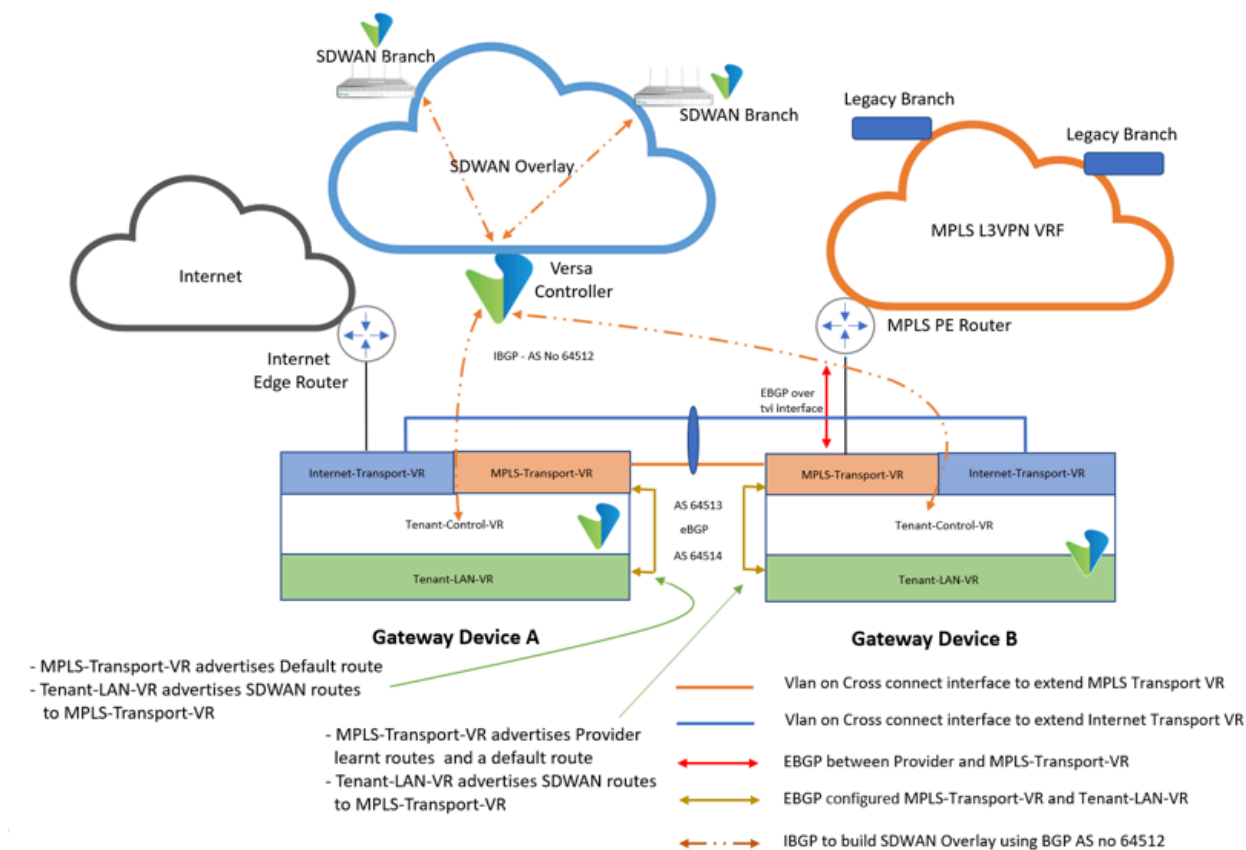 SDWAN Branch
SDWAN Branch
Legacy Branch
Legacy Branch
SDWAN Overlay
MPLS L3VPN VRF
Internet
Versa
Controller
MPLS PE Router
Internet
Edge Router
IBGP - AS No 64512
EBGP over
tvi interface
Internet-Transport-VR
MPLS-Transport-VR
MPLS-Transport-VR
Internet-Transport-VR
Tenant-Control-VR
AS 64513
eBGP
AS 64514
Tenant-Control-VR
Tenant-LAN-VR
Tenant-LAN-VR
Gateway Device A
Gateway Device B
- MPLS-Transport-VR advertises Default route
- Tenant-LAN-VR advertises SDWAN routes
to MPLS-Transport-VR
- MPLS-Transport-VR advertises Provider
learnt routes and a default route
- Tenant-LAN-VR advertises SDWAN routes
to MPLS-Transport-VR
Vlan on Cross connect interface to extend MPLS Transport VR
Vlan on Cross connect interface to extend Internet Transport VR
EBGP between Provider and MPLS-Transport-VR
EBGP configured MPLS-Transport-VR and Tenant-LAN-VR
IBGP to build SDWAN Overlay using BGP AS no 64512